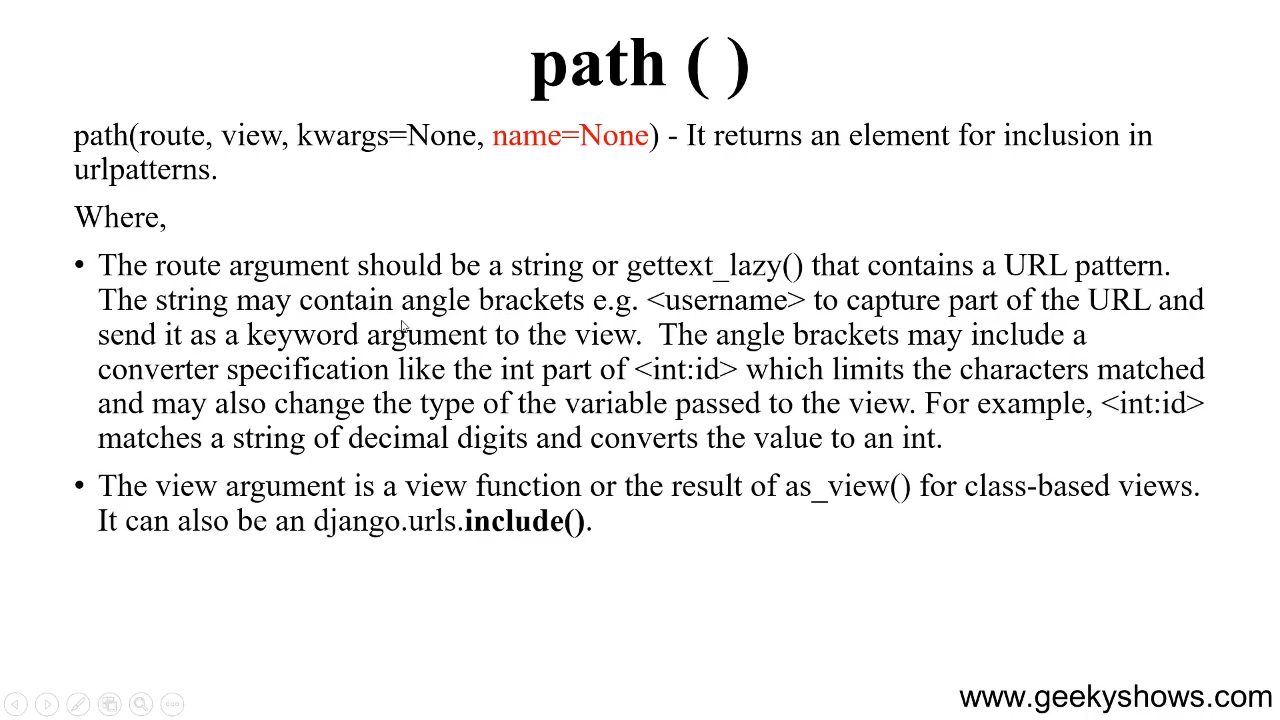 path ( )
path(route, view, kwargs=None, name=None) - It returns an element for inclusion in
urlpatterns.
Where,
• The route argument should be a string or gettext_lazy() that contains a URL pattern.
The string may contain angle brackets e.g. <username> to capture part of the URL and
send it as a keyword argument to the view.  The angle brackets may include a
converter specification like the int part of <int:id> which limits the characters matched
and may also change the type of the variable passed to the view. For example, <int:id>
matches a string of decimal digits and converts the value to an int.
• The view argument is a view function or the result of as_view() for class-based views.
It can also be an django.urls.include().
www.geekyshows.com